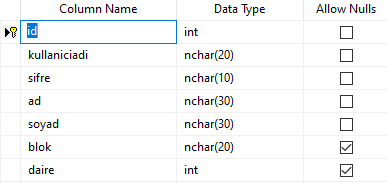 Column Name Data Type Allow Nulls
id int
kullaniciadi nchar(20)
sifre nchar(10)
ad nchar(30)
soyad nchar(30)
blok nchar(20)
daire int